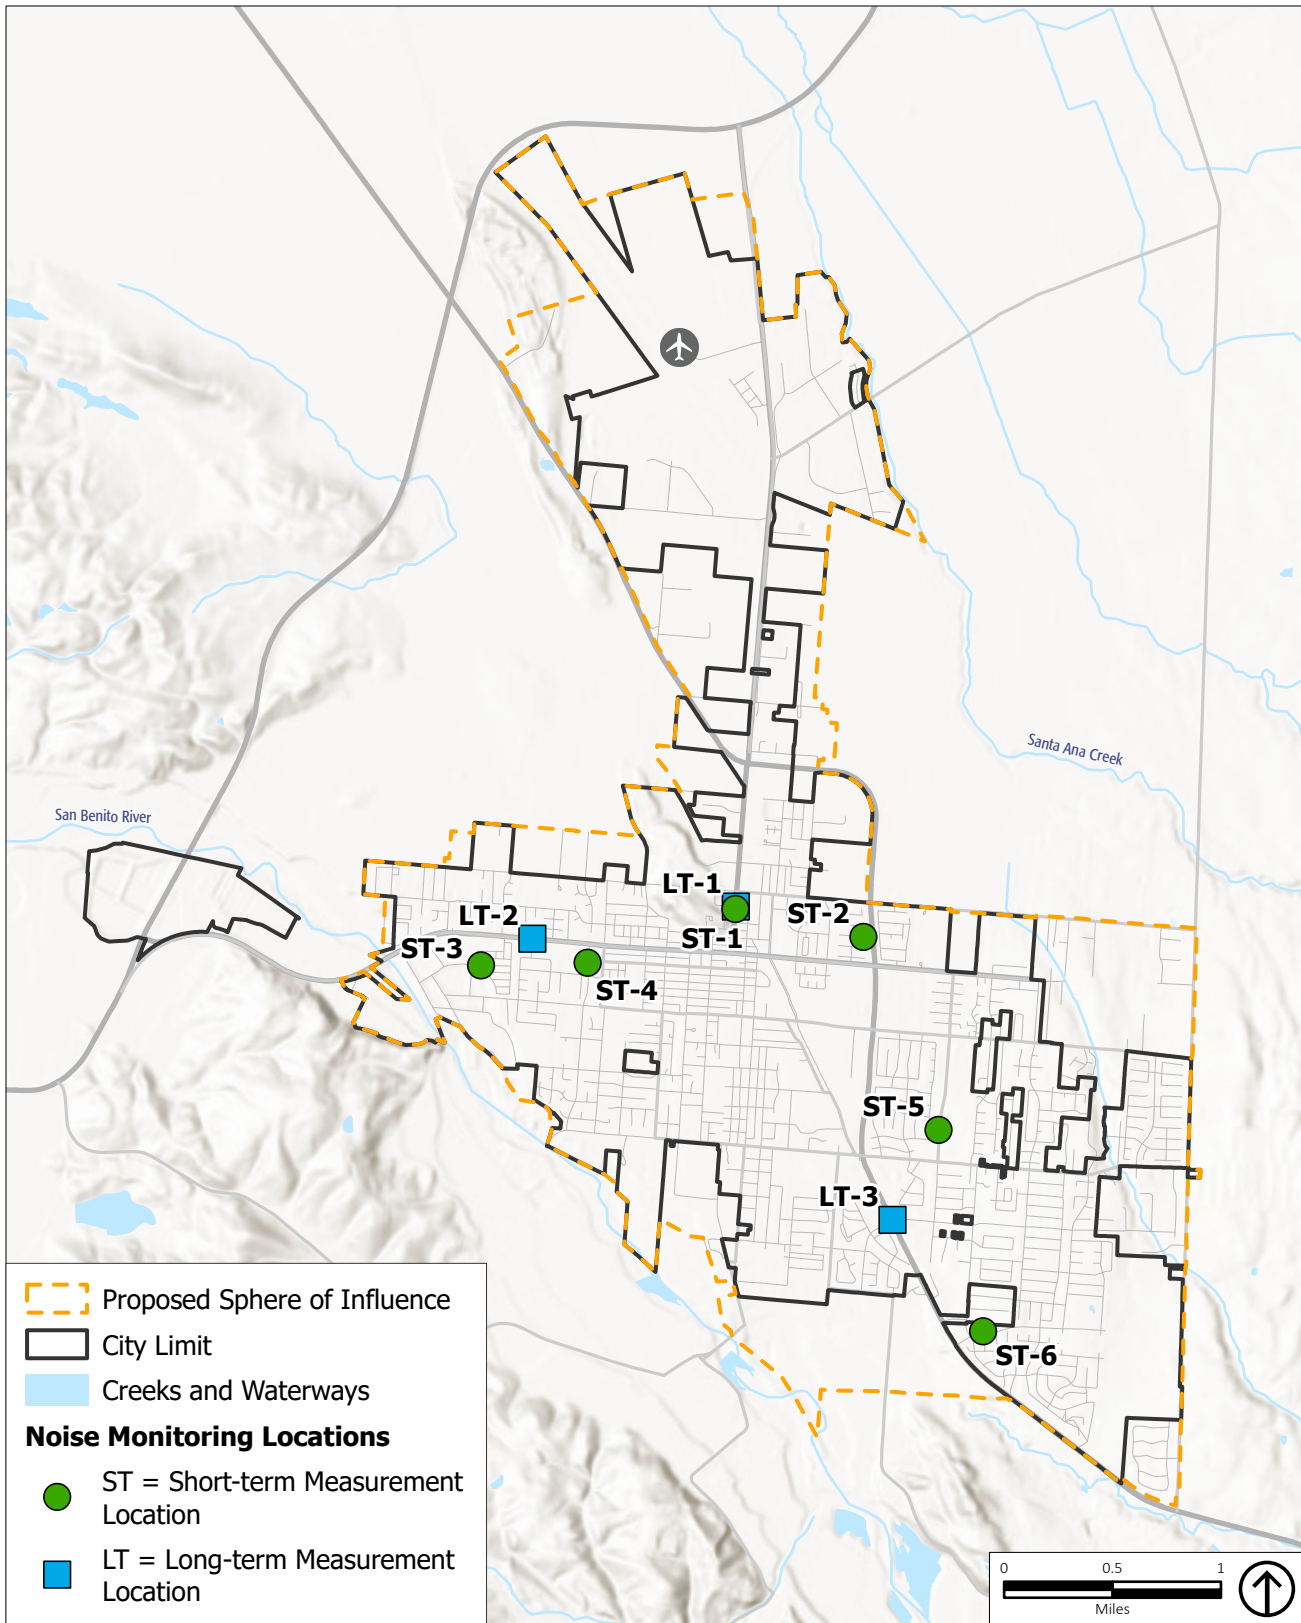 Santa Ana Creek
San Benito River
LT-1
LT-2
ST-2
ST-1
ST-3
ST-4
ST-5
LT-3
ST-6
Proposed Sphere of Influence
City Limit
Creeks and Waterways
Noise Monitoring Locations
ST = Short-term Measurement
Location
LT = Long-term Measurement
Location
0 0.5 1
Miles